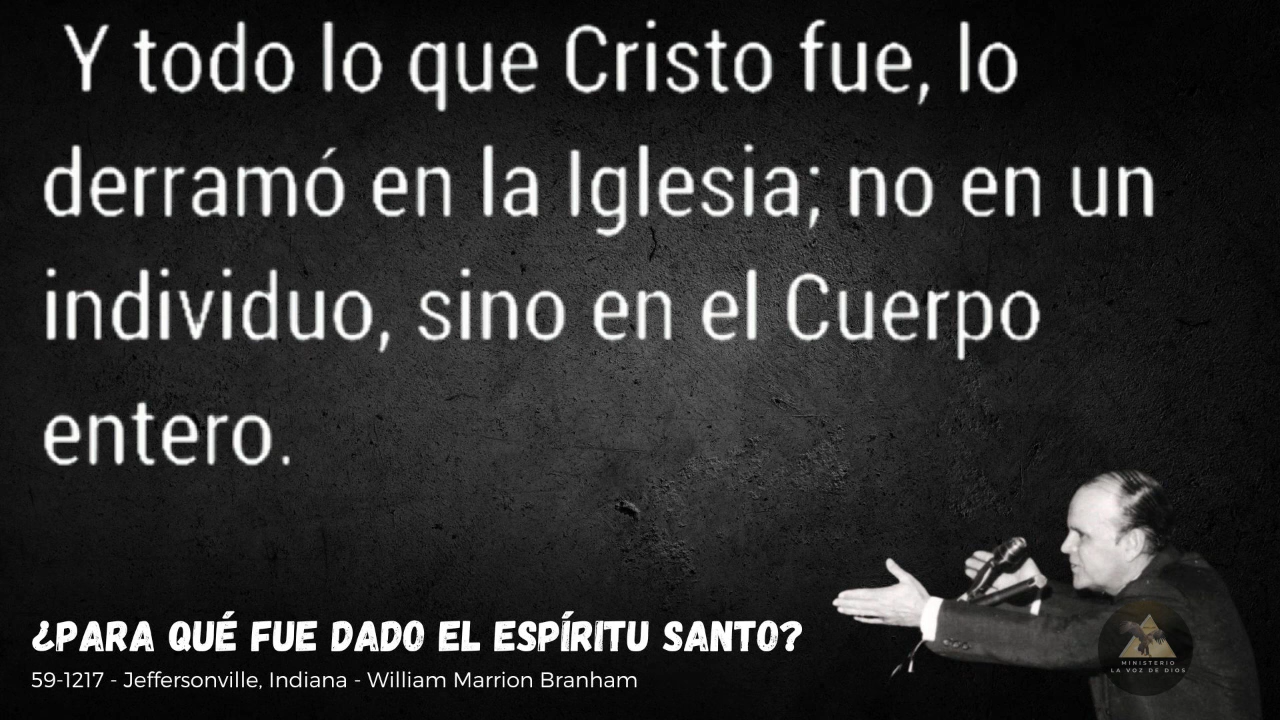 Y todo lo que Cristo fue, lo
derramó en la Iglesia; no en un
individuo, sino en el Cuerpo
entero.
¿PARA QUÉ FUE DADO EL ESPÍRITU SANTO?
59-1217 - Jeffersonville, Indiana - William Marrion Branham
MINISTERIO
LA VOZ DE DIOS